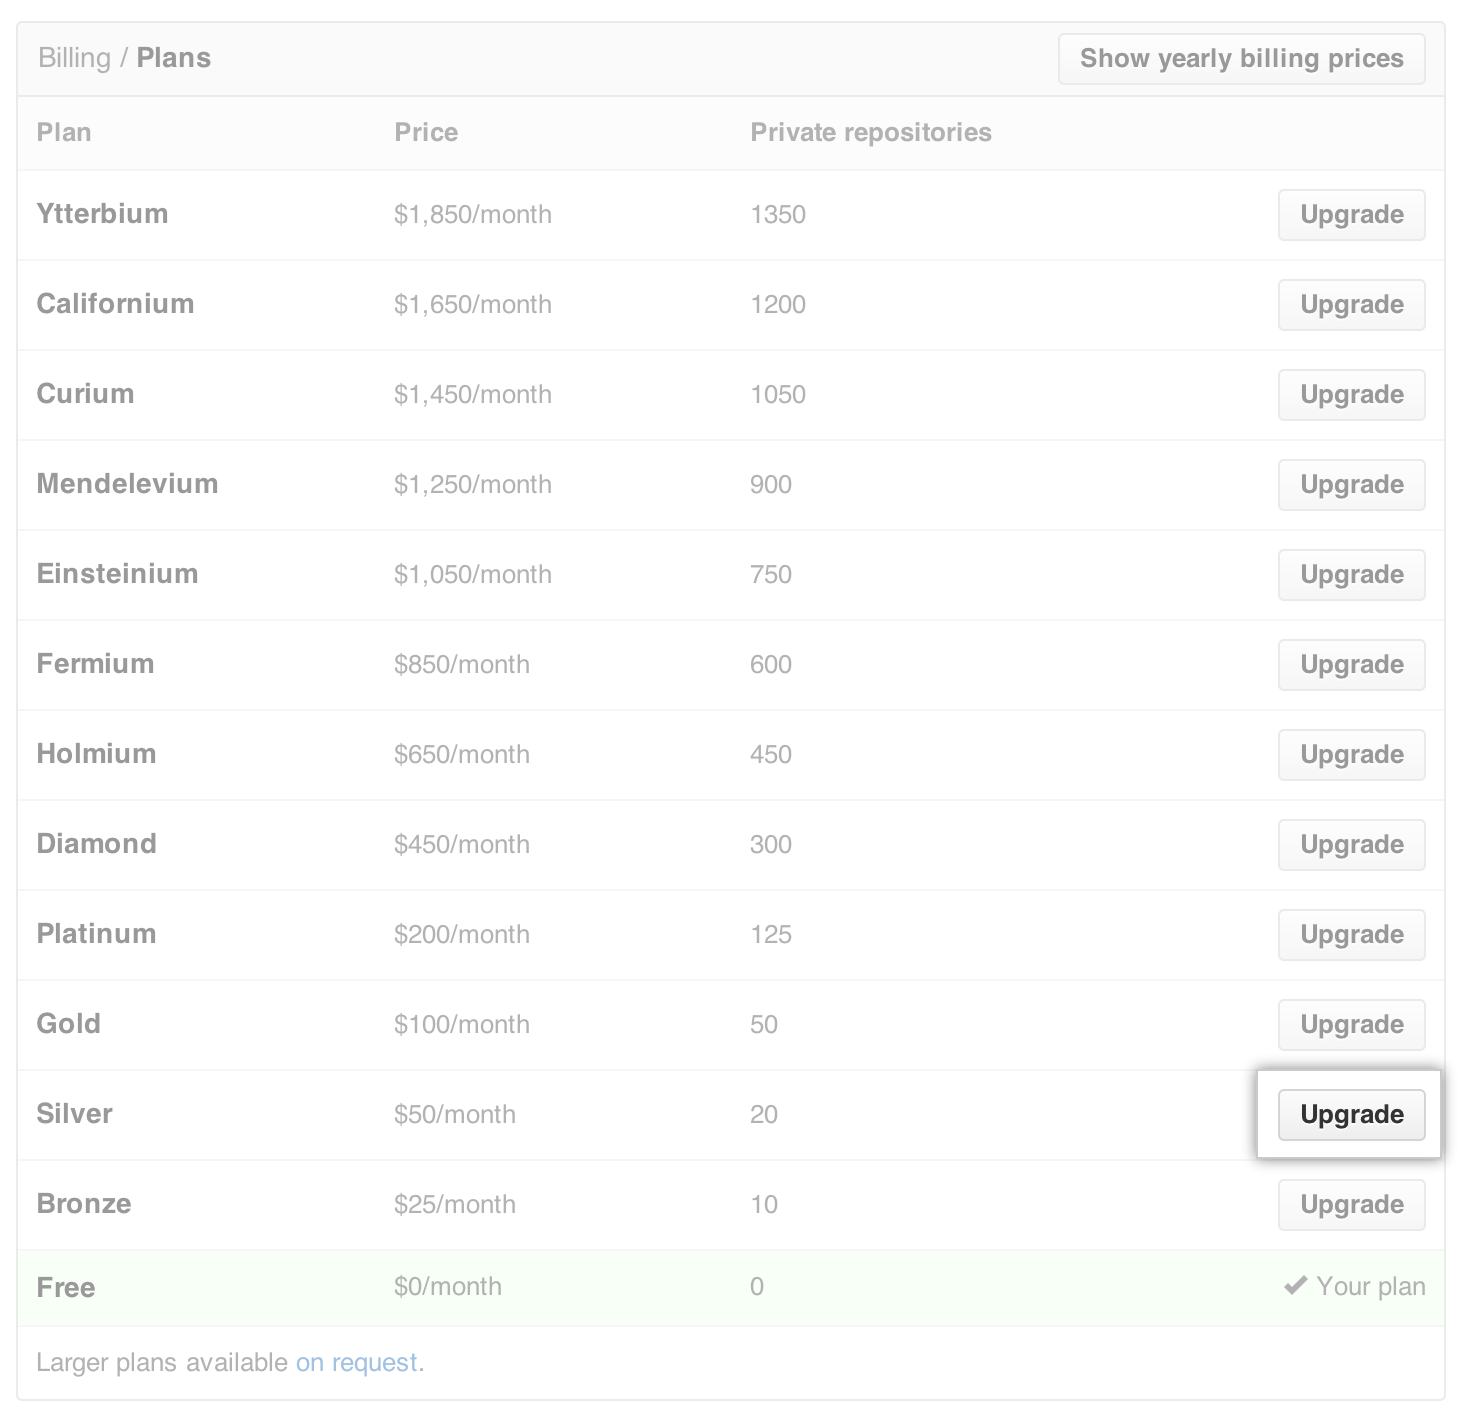 Billing / Plans Show yearly billing prices
Plan Price Private repositories
Ytterbium $1,850/month 1350 Upgrade
Californium $1,650/month 1200 Upgrade
Curium $1,450/month 1050 Upgrade
Mendelevium $1,250/month 900 Upgrade
Einsteinium $1,050/month 750 Upgrade
Fermium $850/month 600 Upgrade
Holmium $650/month 450 Upgrade
Diamond $450/month 300 Upgrade
Platinum $200/month 125 Upgrade
Gold $100/month 50 Upgrade
Silver $50/month 20 Upgrade
Bronze $25/month 10 Upgrade
Free $0/month 0 ✔ Your plan
Larger plans available on request.